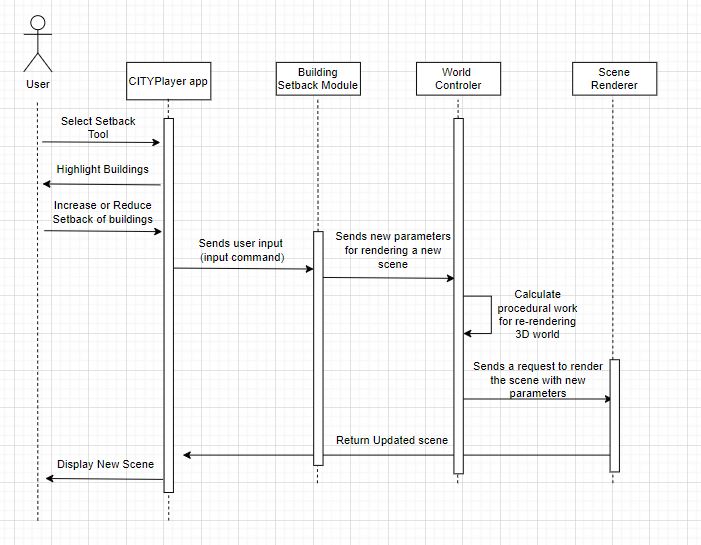 User
CITYPlayer app
Building
Setback Module
World
Controler
Scene
Renderer
Select Setback
Tool
Highlight Buildings
Increase or Reduce
Setback of buildings
Sends user input
(input command)
Sends new parameters
for rendering a new
scene
Calculate
procedural work
for re-rendering
3D world
Sends a request to render
the scene with new
parameters
Return Updated scene
Display New Scene